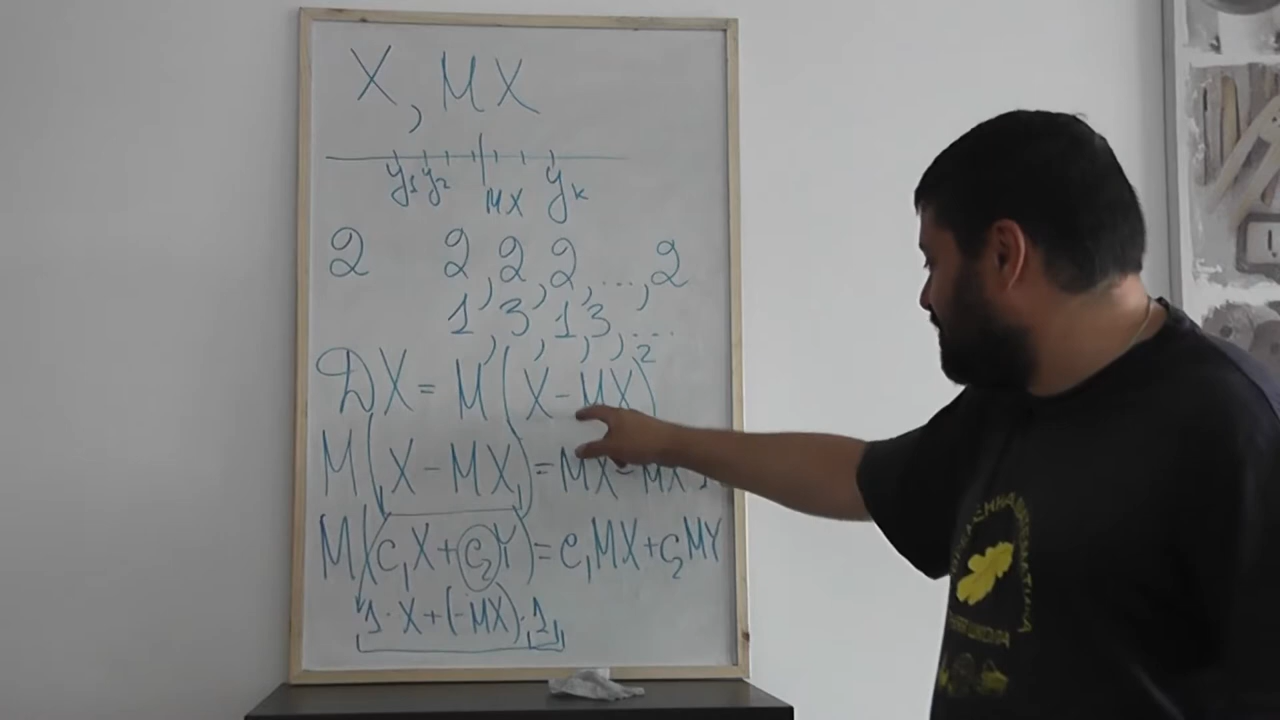 X, MX
y₁ y₂ MX yₖ
2 2, 2, 2, ..., 2
1, 3, 1, 3, ...
DX = M(X - MX)²
M(X - MX) = MX - MX
M(c₁X + c₂Y) = c₁MX + c₂MY
1·X + (-MX)·1